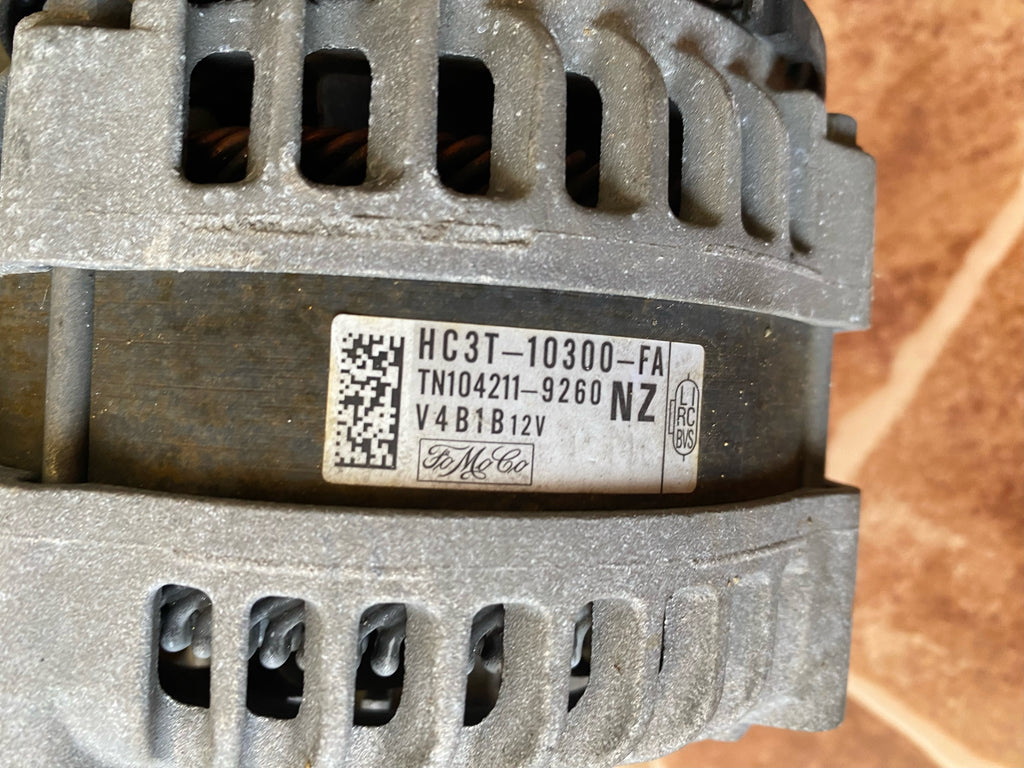 HC3T-10300-FA
TN104211-9260 NZ
V4B1B12V
FoMoCo
LI
RC
BVS